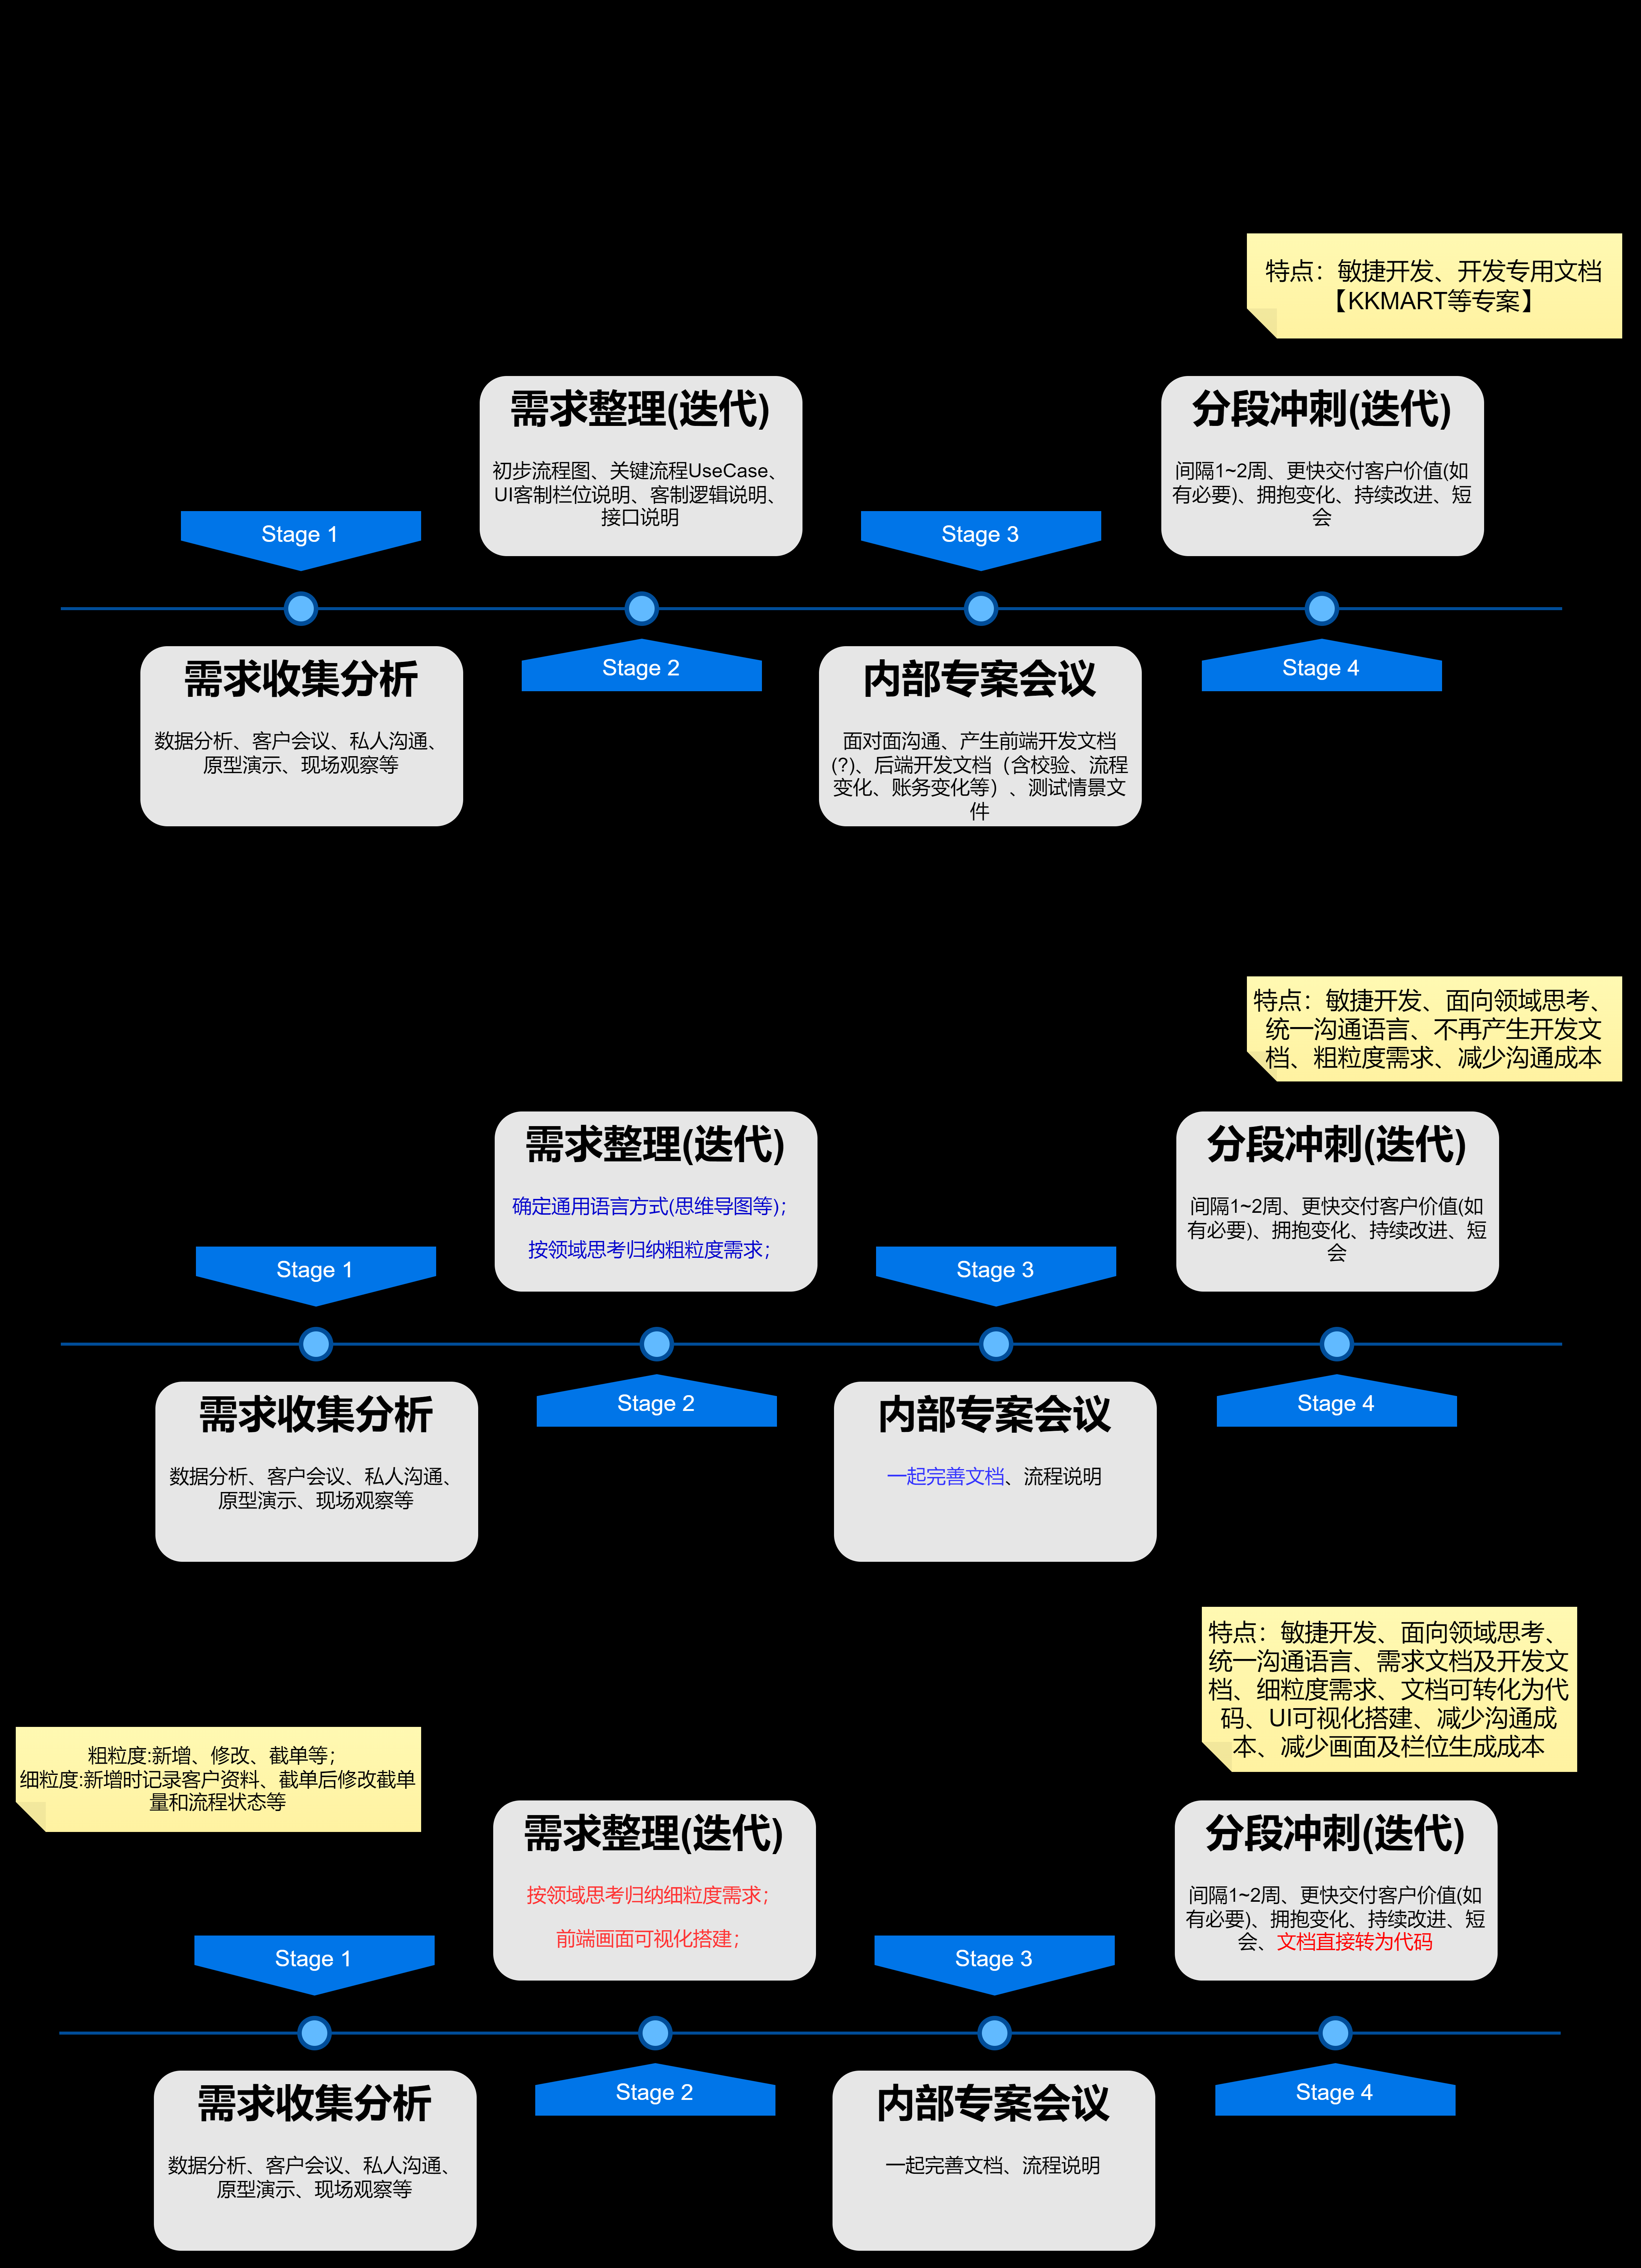 特点：敏捷开发、开发专用文档
【KKMART等专案】
需求整理(迭代)
初步流程图、关键流程UseCase、
UI客制栏位说明、客制逻辑说明、
接口说明
分段冲刺(迭代)
间隔1~2周、更快交付客户价值(如
有必要)、拥抱变化、持续改进、短
会
Stage 1
Stage 3
Stage 2
Stage 4
需求收集分析
数据分析、客户会议、私人沟通、
原型演示、现场观察等
内部专案会议
面对面沟通、产生前端开发文档
(?)、后端开发文档（含校验、流程
变化、账务变化等）、测试情景文
件
特点：敏捷开发、面向领域思考、
统一沟通语言、不再产生开发文
档、粗粒度需求、减少沟通成本
需求整理(迭代)
确定通用语言方式(思维导图等)；
按领域思考归纳粗粒度需求；
分段冲刺(迭代)
间隔1~2周、更快交付客户价值(如
有必要)、拥抱变化、持续改进、短
会
Stage 1
Stage 3
Stage 2
Stage 4
需求收集分析
数据分析、客户会议、私人沟通、
原型演示、现场观察等
内部专案会议
一起完善文档、流程说明
特点：敏捷开发、面向领域思考、
统一沟通语言、需求文档及开发文
档、细粒度需求、文档可转化为代
码、UI可视化搭建、减少沟通成
本、减少画面及栏位生成成本
粗粒度:新增、修改、截单等；
细粒度:新增时记录客户资料、截单后修改截单
量和流程状态等
需求整理(迭代)
按领域思考归纳细粒度需求；
前端画面可视化搭建；
分段冲刺(迭代)
间隔1~2周、更快交付客户价值(如
有必要)、拥抱变化、持续改进、短
会、文档直接转为代码
Stage 1
Stage 3
Stage 2
Stage 4
需求收集分析
数据分析、客户会议、私人沟通、
原型演示、现场观察等
内部专案会议
一起完善文档、流程说明